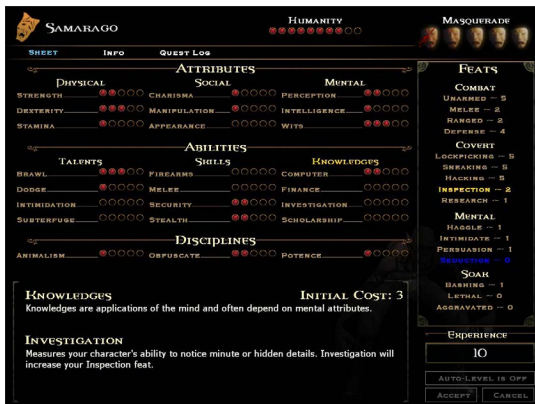 SAMARAGO
HUMANITY
MASQUERADE
SHEET INFO QUEST LOG
ATTRIBUTES
PHYSICAL SOCIAL MENTAL
STRENGTH CHARISMA PERCEPTION
DEXTERITY MANIPULATION INTELLIGENCE
STAMINA APPEARANCE WITS
ABILITIES
TALENTS SKILLS KNOWLEDGES
BRAWL FIREARMS COMPUTER
DODGE MELEE FINANCE
INTIMIDATION SECURITY INVESTIGATION
SUBTERFUGE STEALTH SCHOLARSHIP
DISCIPLINES
ANIMALISM OBFUSCATE POTENCE
KNOWLEDGES INITIAL COST: 3
Knowledges are applications of the mind and often depend on mental attributes.
INVESTIGATION
Measures your character's ability to notice minute or hidden details. Investigation will
increase your Inspection feat.
FEATS
COMBAT
UNARMED - 5
MELEE - 2
RANGED - 2
DEFENSE - 4
COVERT
LOCKPICKING - 5
SNEAKING - 5
HACKING - 5
INSPECTION - 2
RESEARCH - 1
MENTAL
HAGGLE - 1
INTIMIDATE - 1
PERSUASION - 1
SEDUCTION - 0
SOAK
BASHING - 1
LETHAL - 0
AGGRAVATED - 0
EXPERIENCE
10
AUTO-LEVEL IS OFF
ACCEPT CANCEL